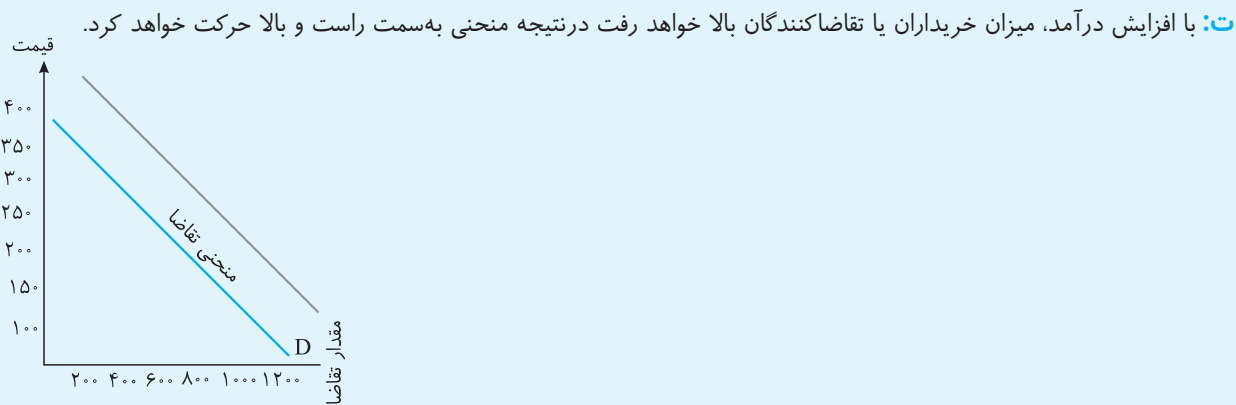 ت: با افزایش درآمد، میزان خریداران یا تقاضاکنندگان بالا خواهد رفت درنتیجه منحنی به‌سمت راست و بالا حرکت خواهد کرد.
قیمت
۴۰۰
۳۵۰
۳۰۰
۲۵۰
۲۰۰
۱۵۰
۱۰۰
منحنی تقاضا
D
مقدار تقاضا
۲۰۰ ۴۰۰ ۶۰۰ ۸۰۰ ۱۰۰۰ ۱۲۰۰